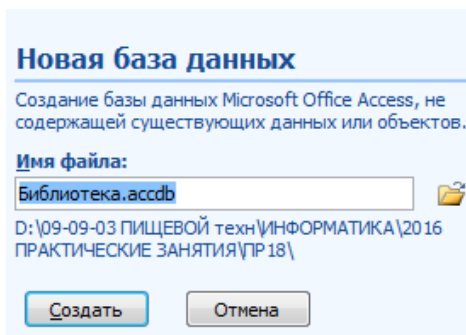 Новая база данных
Создание базы данных Microsoft Office Access, не
содержащей существующих данных или объектов.
Имя файла:
Библиотека.accdb
D:\09-09-03 ПИЩЕВОЙ техн\ИНФОРМАТИКА\2016
ПРАКТИЧЕСКИЕ ЗАНЯТИЯ\ПР18\
Создать Отмена